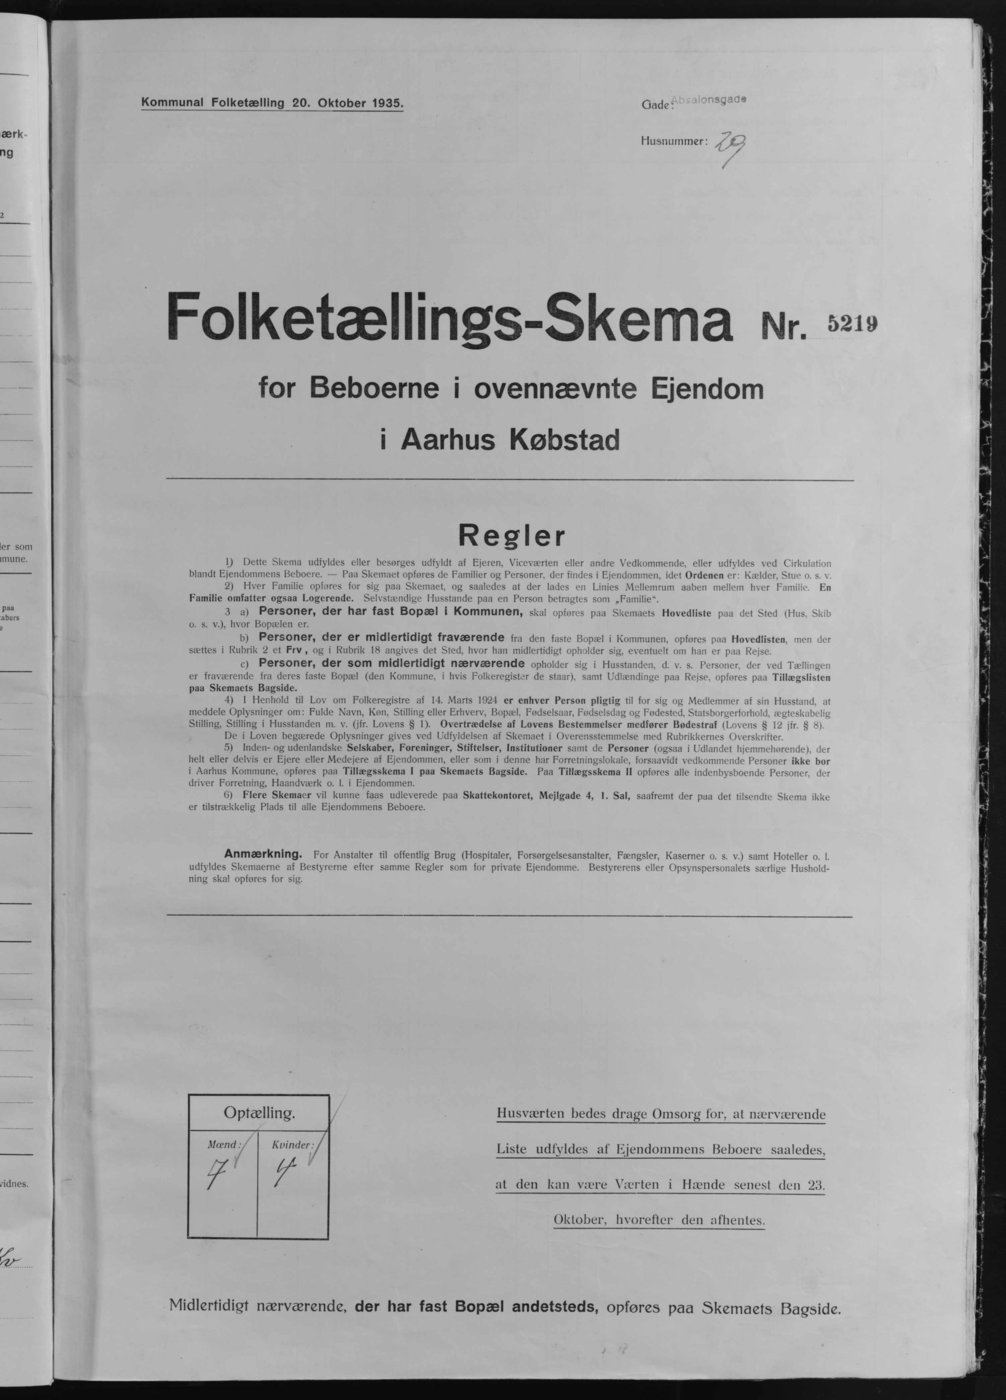 Kommunal Folketælling 20. Oktober 1935.
Gade: Absalonsgade
Husnummer: 29
Folketællings-Skema Nr. 5219
for Beboerne i ovennævnte Ejendom
i Aarhus Købstad
Regler
1) Dette Skema udfyldes eller besørges udfyldt af Ejeren, Viceværten eller andre Vedkommende, eller udfyldes ved Cirkulation
blandt Ejendommens Beboere. — Paa Skemaet opføres de Familier og Personer, der findes i Ejendommen, idet Ordenen er: Kælder, Stue o. s. v.
2) Hver Familie opføres for sig paa Skemaet, og saaledes at der lades en Linies Mellemrum aaben mellem hver Familie. En
Familie omfatter ogsaa Logerende. Selvstændige Husstande paa en Person betragtes som „Familie“.
3 a) Personer, der har fast Bopæl i Kommunen, skal opføres paa Skemaets Hovedliste paa det Sted (Hus, Skib
o. s. v.), hvor Bopælen er.
b) Personer, der er midlertidigt fraværende fra den faste Bopæl i Kommunen, opføres paa Hovedlisten, men der
sættes i Rubrik 2 et Frv, og i Rubrik 18 angives det Sted, hvor han midlertidigt opholder sig, eventuelt om han er paa Rejse.
c) Personer, der som midlertidigt nærværende opholder sig i Husstanden, d. v. s. Personer, der ved Tællingen
er fraværende fra deres faste Bopæl (den Kommune, i hvis Folkeregister de staar), samt Udlændinge paa Rejse, opføres paa Tillægslisten
paa Skemaets Bagside.
4) I Henhold til Lov om Folkeregistre af 14. Marts 1924 er enhver Person pligtig til for sig og Medlemmer af sin Husstand, at
meddele Oplysninger om: Fulde Navn, Køn, Stilling eller Erhverv, Bopæl, Fødselsaar, Fødselsdag og Fødested, Statsborgerforhold, ægteskabelig
Stilling, Stilling i Husstanden m. v. (jfr. Lovens § 1). Overtrædelse af Lovens Bestemmelser medfører Bødestraf (Lovens § 12 jfr. § 8).
De i Loven begærede Oplysninger gives ved Udfyldelsen af Skemaet i Overensstemmelse med Rubrikkernes Overskrifter.
5) Inden- og udenlandske Selskaber, Foreninger, Stiftelser, Institutioner samt de Personer (ogsaa i Udlandet hjemmehørende), der
helt eller delvis er Ejere eller Medejere af Ejendommen, eller som i denne har Forretningslokale, forsaavidt vedkommende Personer ikke bor
i Aarhus Kommune, opføres paa Tillægsskema I paa Skemaets Bagside. Paa Tillægsskema II opføres alle indenbysboende Personer, der
driver Forretning, Haandværk o. l. i Ejendommen.
6) Flere Skemaer vil kunne faas udleverede paa Skattekontoret, Mejlgade 4, 1. Sal, saafremt der paa det tilsendte Skema ikke
er tilstrækkelig Plads til alle Ejendommens Beboere.
Anmærkning. For Anstalter til offentlig Brug (Hospitaler, Forsørgelsesanstalter, Fængsler, Kaserner o. s. v.) samt Hoteller o. l.
udfyldes Skemaerne af Bestyrerne efter samme Regler som for private Ejendomme. Bestyrerens eller Opsynspersonalets særlige Hushold-
ning skal opføres for sig.
Optælling.
Mænd: Kvinder:
7 4
Husværten bedes drage Omsorg for, at nærværende
Liste udfyldes af Ejendommens Beboere saaledes,
at den kan være Værten i Hænde senest den 23.
Oktober, hvorefter den afhentes.
Midlertidigt nærværende, der har fast Bopæl andetsteds, opføres paa Skemaets Bagside.